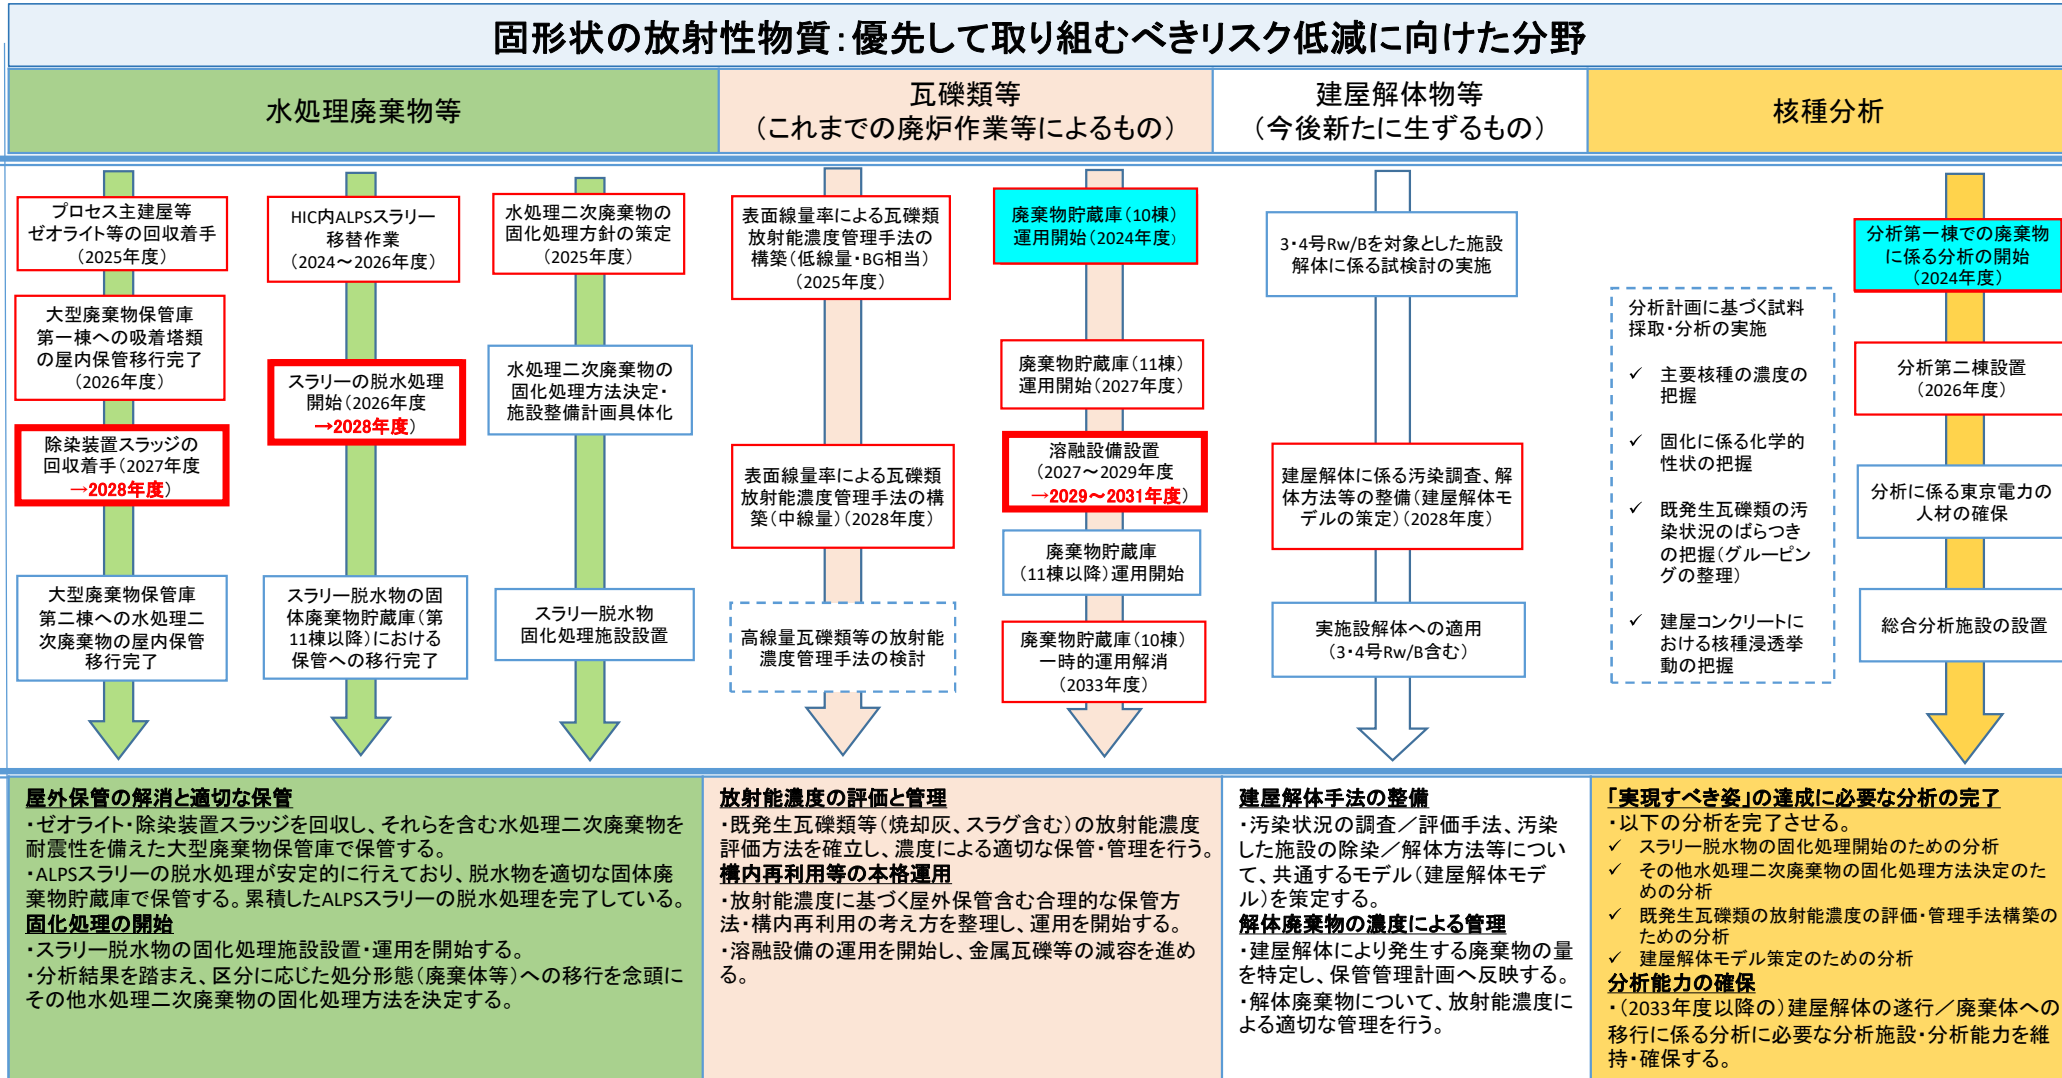 固形状の放射性物質：優先して取り組むべきリスク低減に向けた分野
水処理廃棄物等
瓦礫類等
（これまでの廃炉作業等によるもの）
建屋解体物等
（今後新たに生ずるもの）
核種分析
プロセス主建屋等
ゼオライト等の回収着手
（2025年度）
大型廃棄物保管庫
第一棟への吸着塔類
の屋内保管移行完了
（2026年度）
除染装置スラッジの
回収着手（2027年度
→2028年度）
大型廃棄物保管庫
第二棟への水処理二
次廃棄物の屋内保管
移行完了
HIC内ALPSスラリー
移替作業
（2024～2026年度）
スラリーの脱水処理
開始（2026年度
→2028年度）
スラリー脱水物の固
体廃棄物貯蔵庫（第
11棟以降）における
保管への移行完了
水処理二次廃棄物の
固化処理方針の策定
（2025年度）
水処理二次廃棄物の
固化処理方法決定・
施設整備計画具体化
スラリー脱水物
固化処理施設設置
表面線量率による瓦礫類
放射能濃度管理手法の
構築（低線量・BG相当）
（2025年度）
表面線量率による瓦礫類
放射能濃度管理手法の構
築（中線量）（2028年度）
高線量瓦礫類等の放射能
濃度管理手法の検討
廃棄物貯蔵庫（10棟）
運用開始（2024年度）
廃棄物貯蔵庫（11棟）
運用開始（2027年度）
溶融設備設置
（2027～2029年度
→2029～2031年度）
廃棄物貯蔵庫
（11棟以降）運用開始
廃棄物貯蔵庫（10棟）
一時的運用解消
（2033年度）
3・4号Rw/Bを対象とした施設
解体に係る試検討の実施
建屋解体に係る汚染調査、解
体方法等の整備（建屋解体モ
デルの策定）（2028年度）
実施設解体への適用
（3・4号Rw/B含む）
分析計画に基づく試料
採取・分析の実施
✓ 主要核種の濃度の
把握
✓ 固化に係る化学的
性状の把握
✓ 既発生瓦礫類の汚
染状況のばらつき
の把握（グルーピン
グの整理）
✓ 建屋コンクリートに
おける核種浸透挙
動の把握
分析第一棟での廃棄物
に係る分析の開始
（2024年度）
分析第二棟設置
（2026年度）
分析に係る東京電力の
人材の確保
総合分析施設の設置
屋外保管の解消と適切な保管
・ゼオライト・除染装置スラッジを回収し、それらを含む水処理二次廃棄物を
耐震性を備えた大型廃棄物保管庫で保管する。
・ALPSスラリーの脱水処理が安定的に行えており、脱水物を適切な固体廃
棄物貯蔵庫で保管する。累積したALPSスラリーの脱水処理を完了している。
固化処理の開始
・スラリー脱水物の固化処理施設設置・運用を開始する。
・分析結果を踏まえ、区分に応じた処分形態（廃棄体等）への移行を念頭に
その他水処理二次廃棄物の固化処理方法を決定する。
放射能濃度の評価と管理
・既発生瓦礫類等（焼却灰、スラグ含む）の放射能濃度
評価方法を確立し、濃度による適切な保管・管理を行う。
構内再利用等の本格運用
・放射能濃度に基づく屋外保管含む合理的な保管方
法・構内再利用の考え方を整理し、運用を開始する。
・溶融設備の運用を開始し、金属瓦礫等の減容を進め
る。
建屋解体手法の整備
・汚染状況の調査／評価手法、汚染
した施設の除染／解体方法等につい
て、共通するモデル（建屋解体モデ
ル）を策定する。
解体廃棄物の濃度による管理
・建屋解体により発生する廃棄物の量
を特定し、保管管理計画へ反映する。
・解体廃棄物について、放射能濃度に
よる適切な管理を行う。
「実現すべき姿」の達成に必要な分析の完了
・以下の分析を完了させる。
✓ スラリー脱水物の固化処理開始のための分析
✓ その他水処理二次廃棄物の固化処理方法決定のた
めの分析
✓ 既発生瓦礫類の放射能濃度の評価・管理手法構築の
ための分析
✓ 建屋解体モデル策定のための分析
分析能力の確保
・（2033年度以降の）建屋解体の遂行／廃棄体への
移行に係る分析に必要な分析施設・分析能力を維
持・確保する。